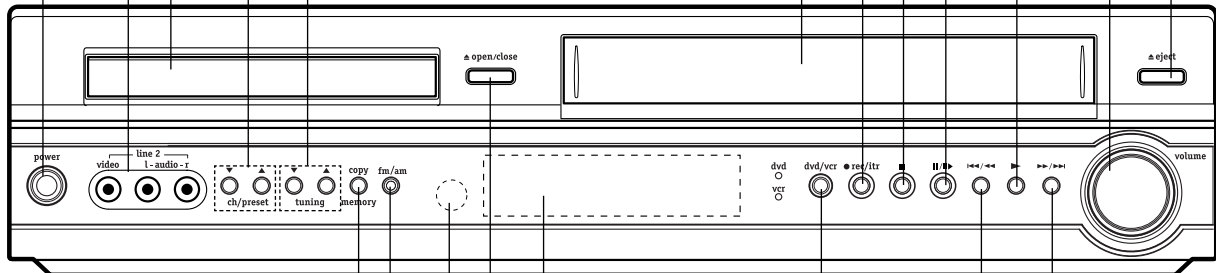 ⏏ open/close
⏏ eject
power
line 2
video
l - audio - r
▼ ▲
ch/preset
▼ ▲
tuning
copy
memory
fm/am
dvd
vcr
dvd/vcr
● rec/itr
■
⏸/⏯
⏮/◀◀
▶
▶▶/⏭
volume